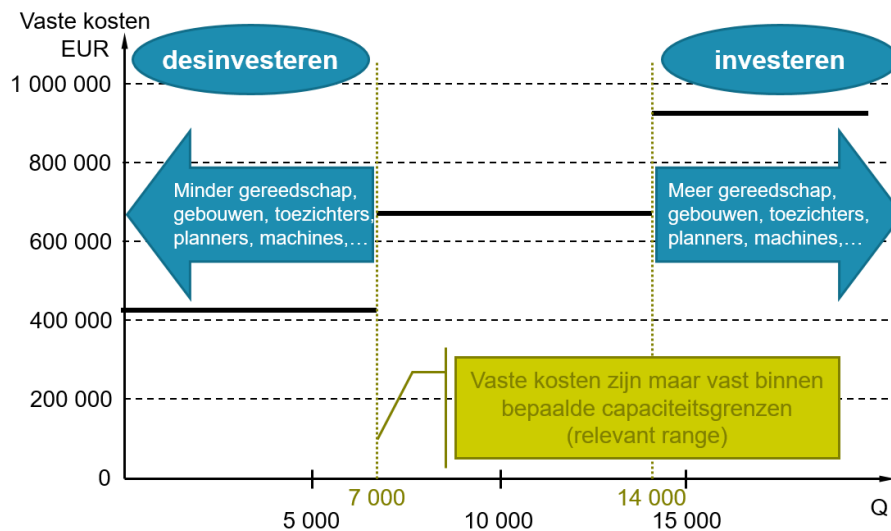 Vaste kosten
EUR
desinvesteren
investeren
1 000 000
800 000
Minder gereedschap,
gebouwen, toezichters,
planners, machines,…
Meer gereedschap,
gebouwen, toezichters,
planners, machines,…
600 000
400 000
Vaste kosten zijn maar vast binnen
bepaalde capaciteitsgrenzen
(relevant range)
200 000
0
7 000
14 000
Q
5 000
10 000
15 000